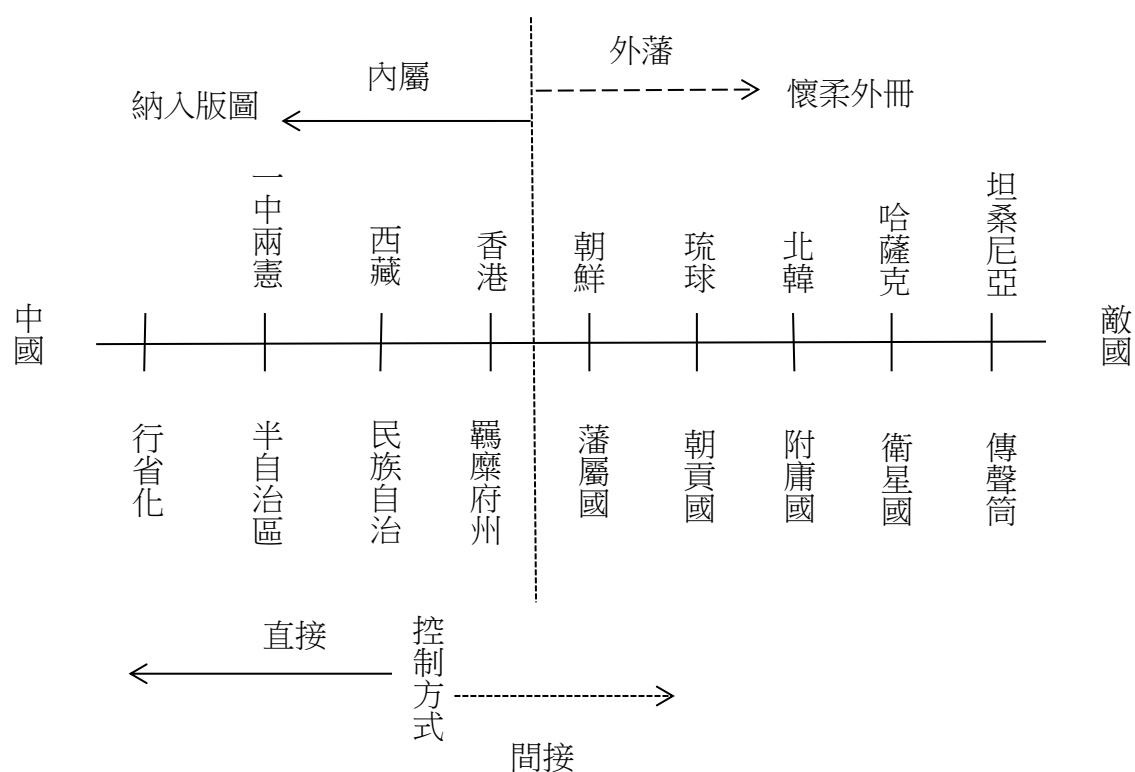 外藩
內屬
懷柔外冊
納入版圖
一中兩憲
西藏
香港
朝鮮
琉球
北韓
哈薩克
坦桑尼亞
中國
敵國
行省化
半自治區
民族自治
羈縻府州
藩屬國
朝貢國
附庸國
衛星國
傳聲筒
直接
控制方式
間接